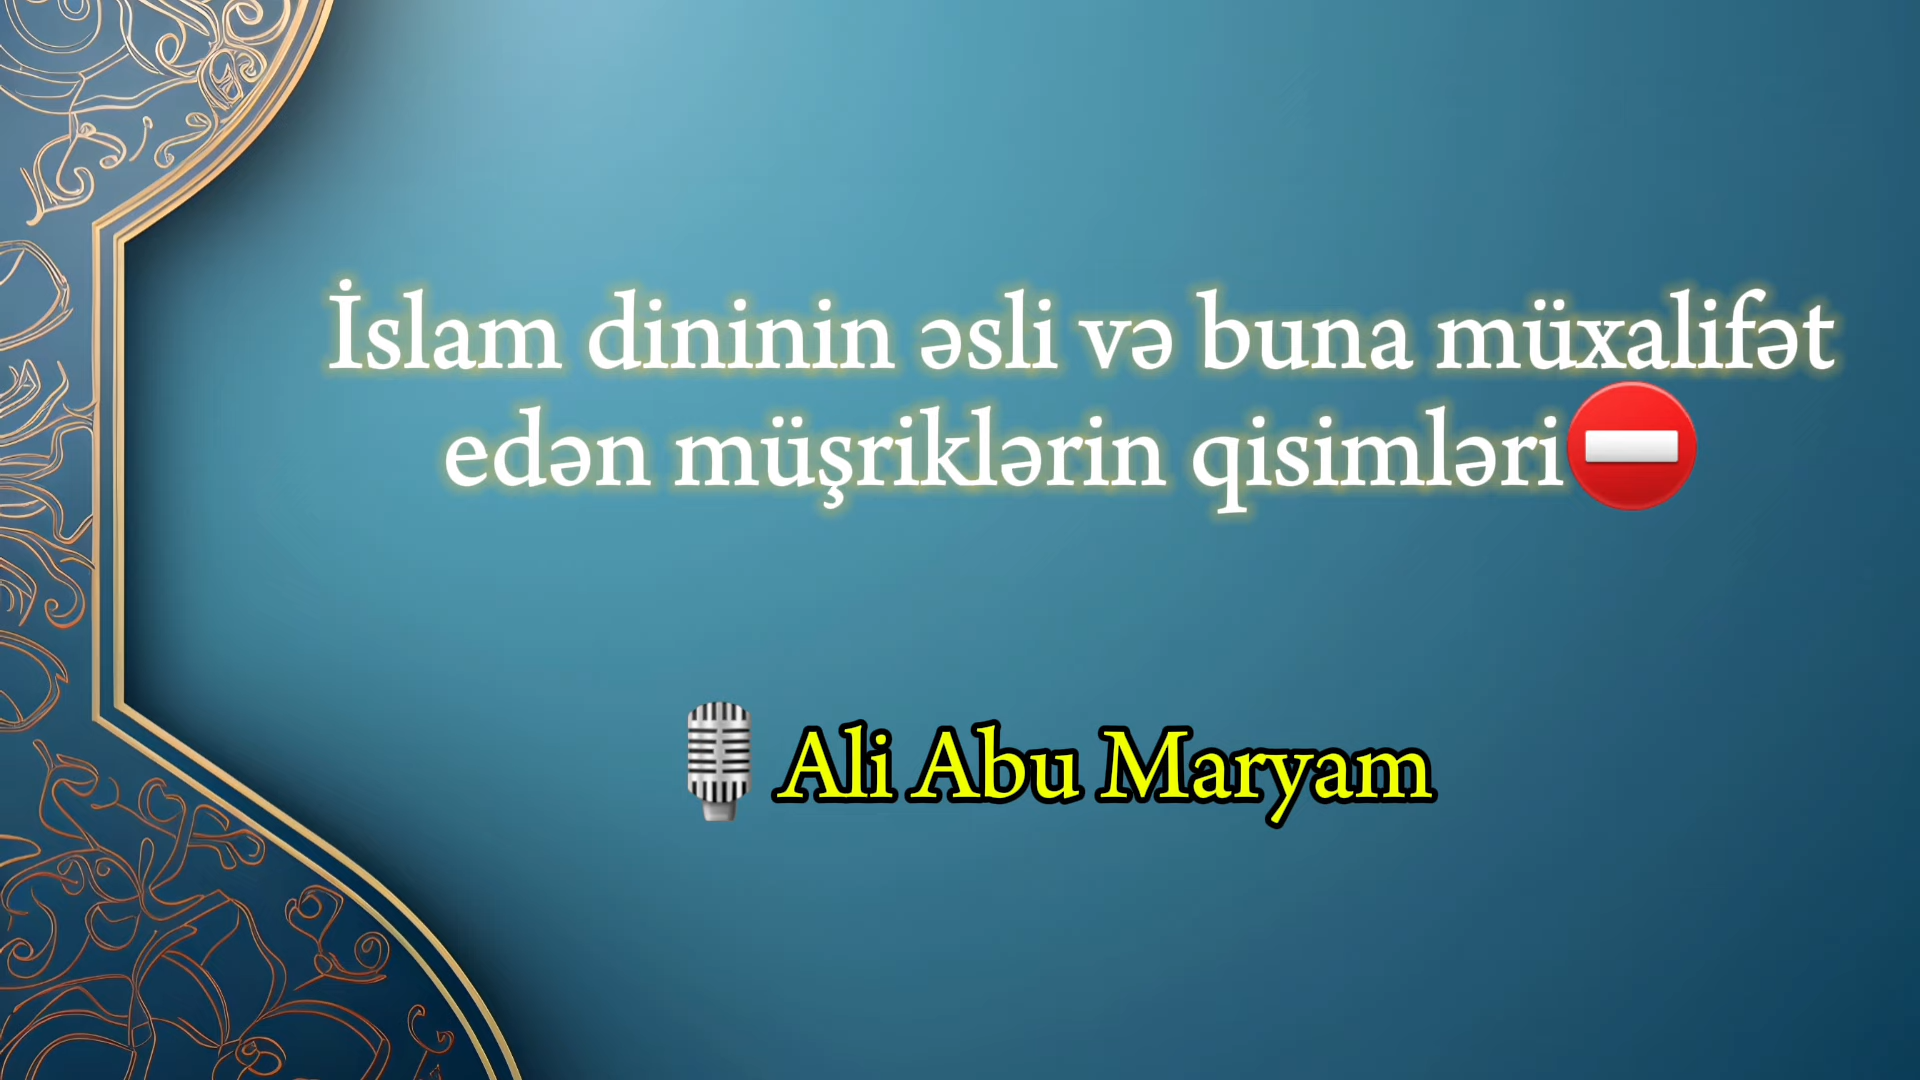 İslam dininin əsli və buna müxalifət
edən müşriklərin qisimləri⛔
🎙️Ali Abu Maryam